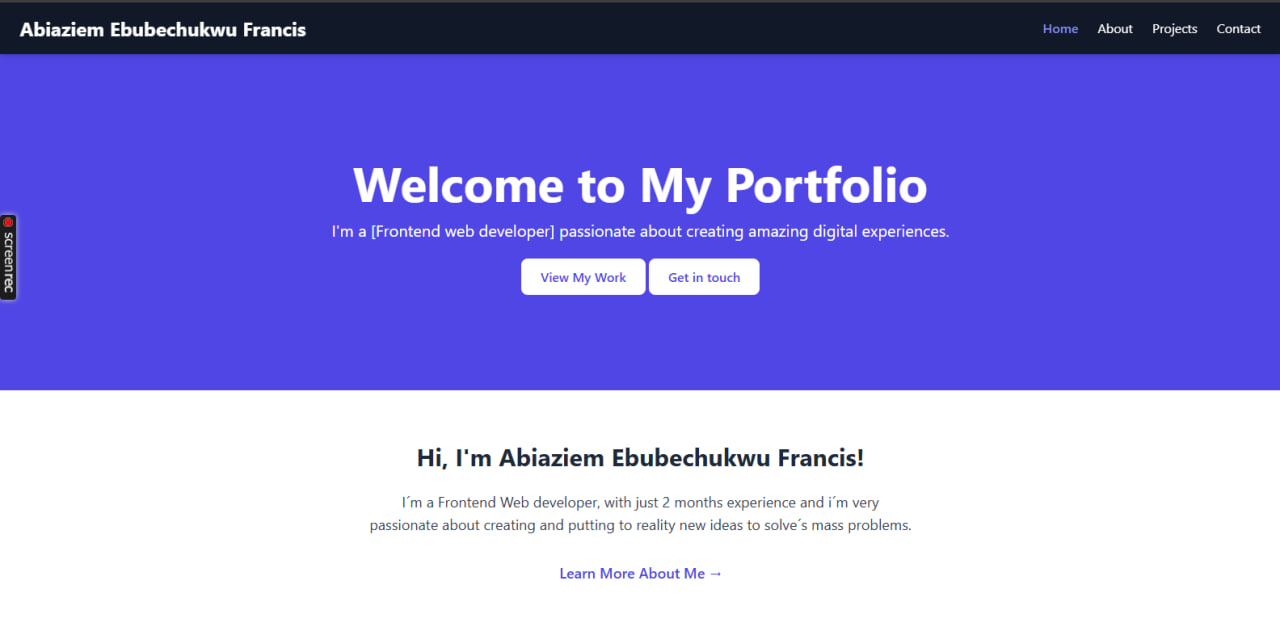 Abiaziem Ebubechukwu Francis
Home About Projects Contact
Welcome to My Portfolio
I'm a [Frontend web developer] passionate about creating amazing digital experiences.
View My Work Get in touch
screenrec
Hi, I'm Abiaziem Ebubechukwu Francis!
I´m a Frontend Web developer, with just 2 months experience and i´m very
passionate about creating and putting to reality new ideas to solve´s mass problems.
Learn More About Me →